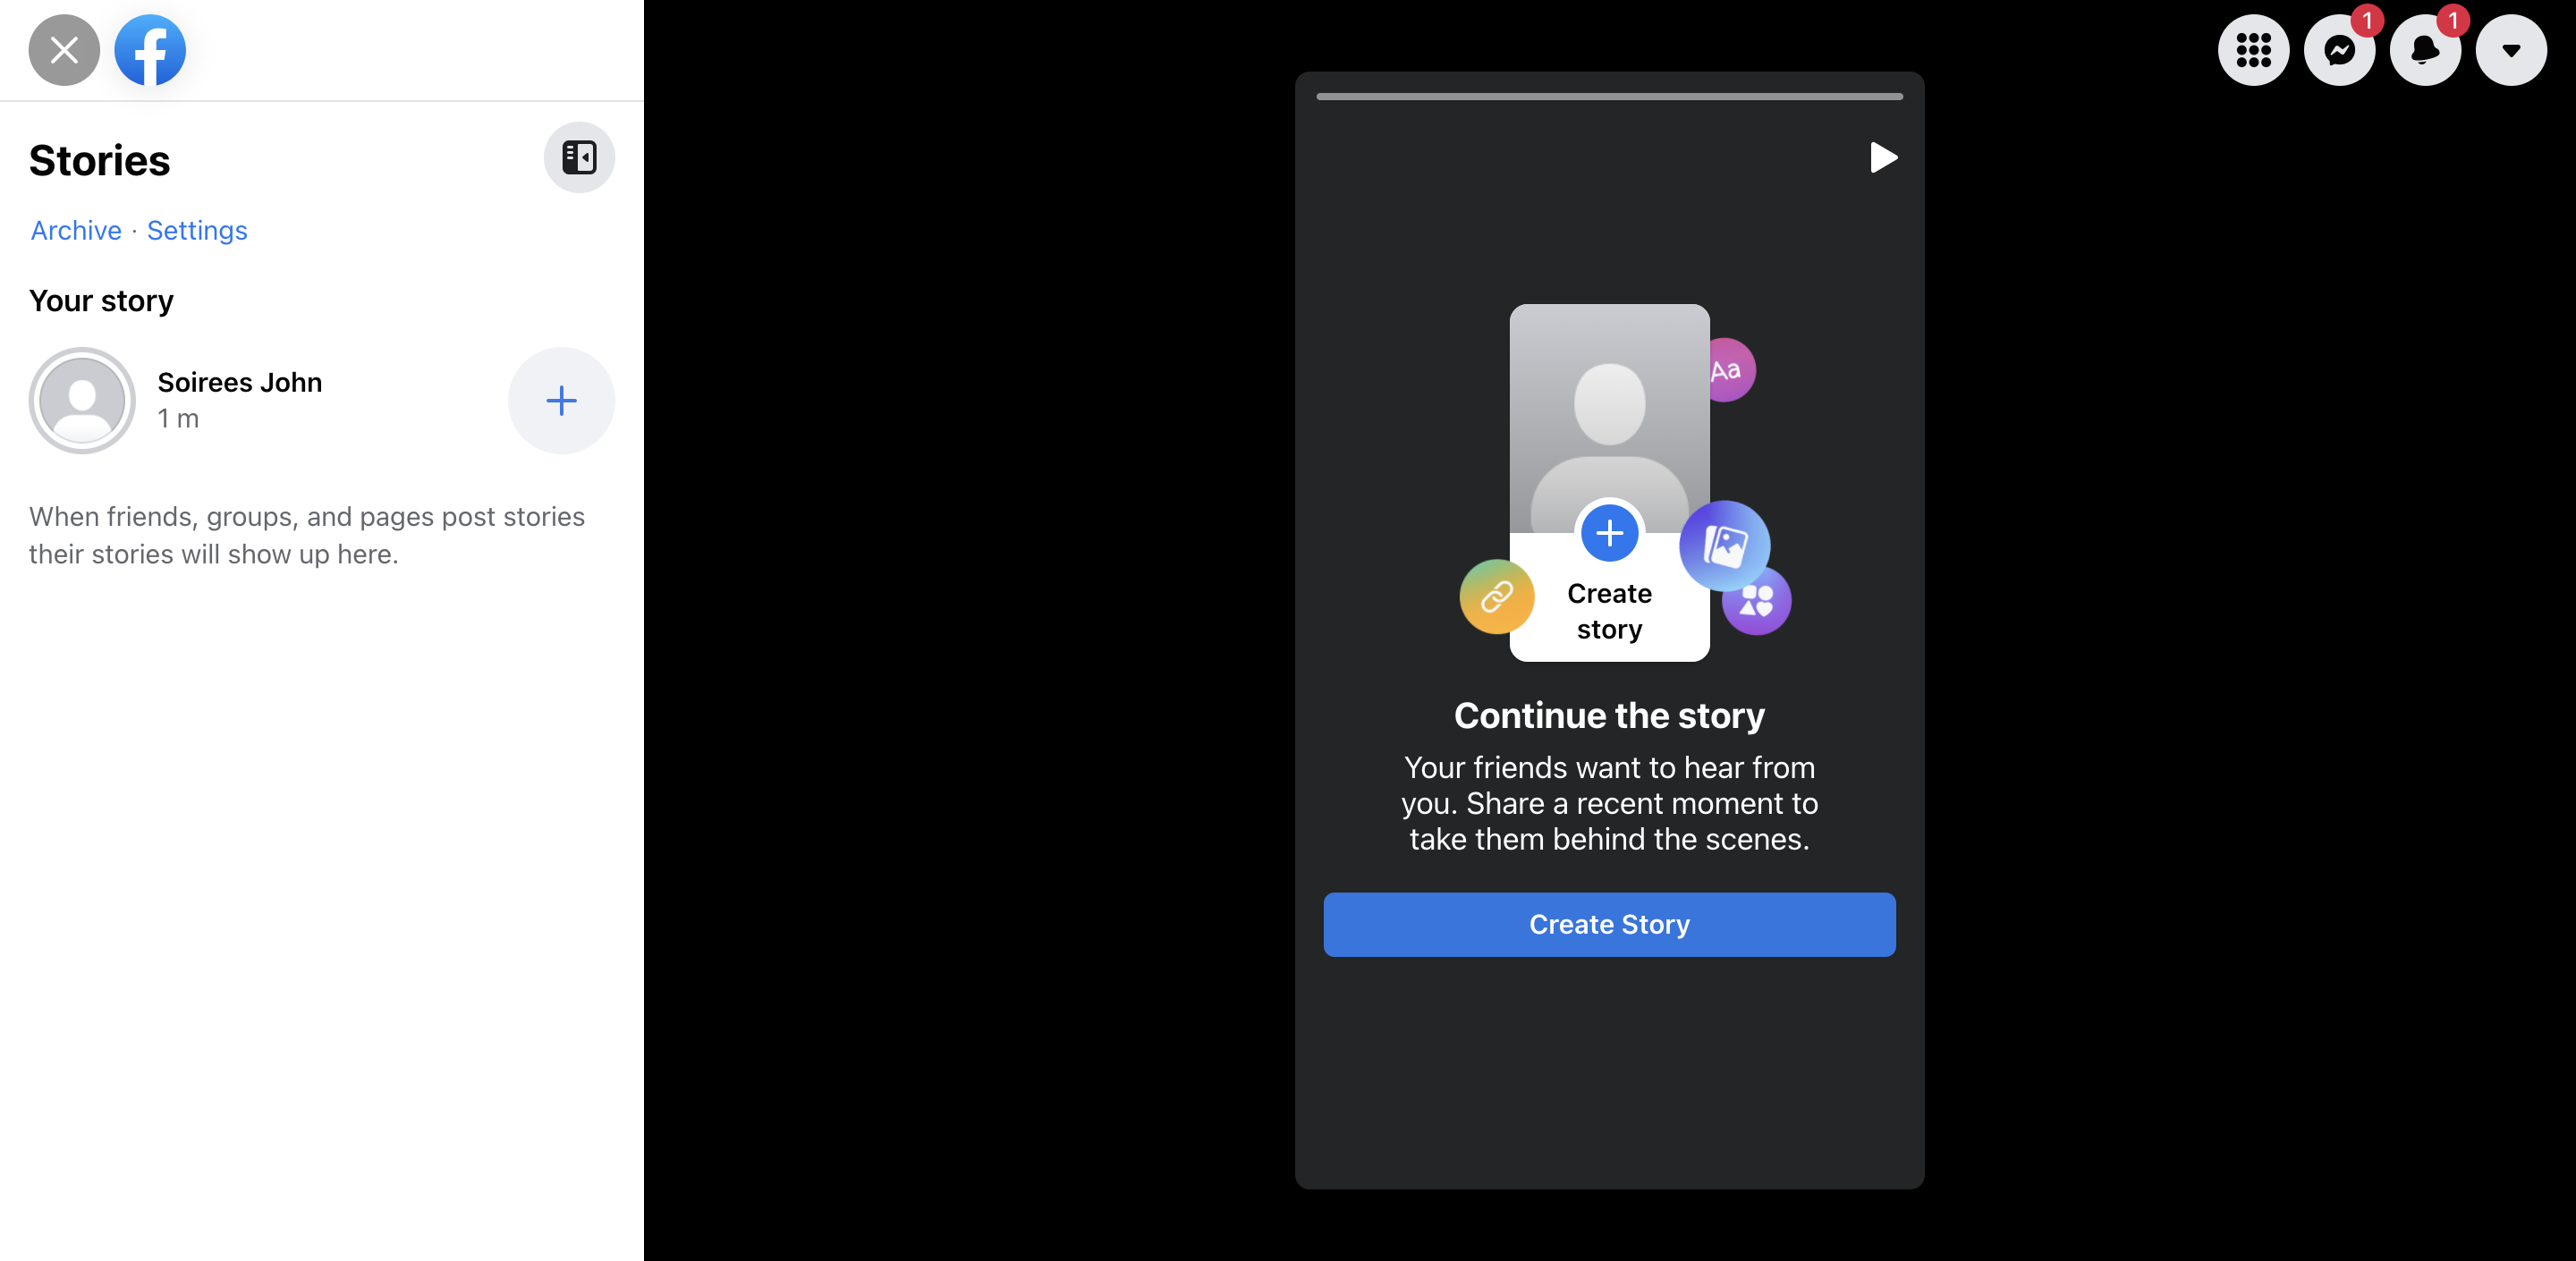 Stories
Archive · Settings
Your story
Soirees John
1 m
When friends, groups, and pages post stories
their stories will show up here.
1
1
Aa
Create
story
Continue the story
Your friends want to hear from
you. Share a recent moment to
take them behind the scenes.
Create Story